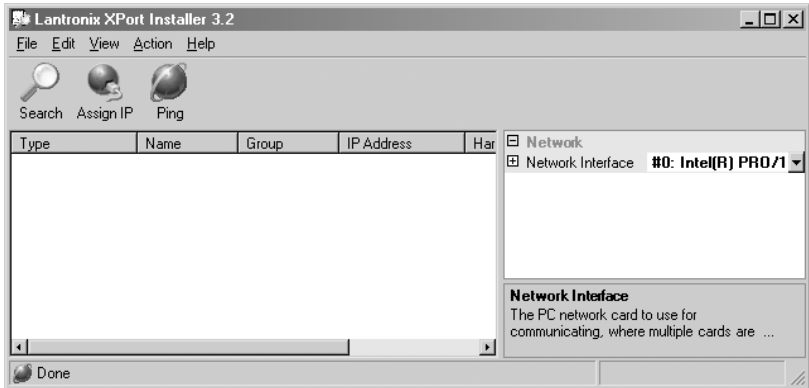 Lantronix XPort Installer 3.2
File Edit View Action Help
Search Assign IP Ping
Type Name Group IP Address Har
Network
Network Interface #0: Intel(R) PRO/1
Network Interface
The PC network card to use for
communicating, where multiple cards are ...
Done